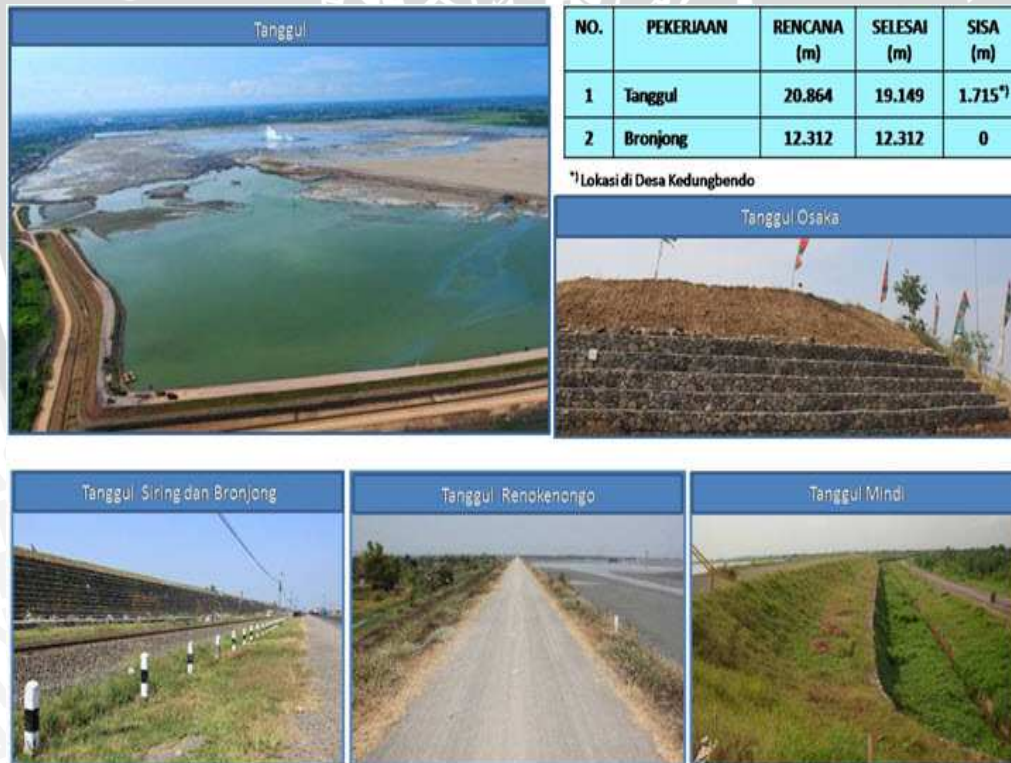 Tanggul
NO. PEKERJAAN RENCANA (m) SELESAI (m) SISA (m)
1 Tanggul 20.864 19.149 1.715*)
2 Bronjong 12.312 12.312 0
*) Lokasi di Desa Kedungbendo
Tanggul Osaka
Tanggul Siring dan Bronjong
Tanggul Renokenongo
Tanggul Mindi